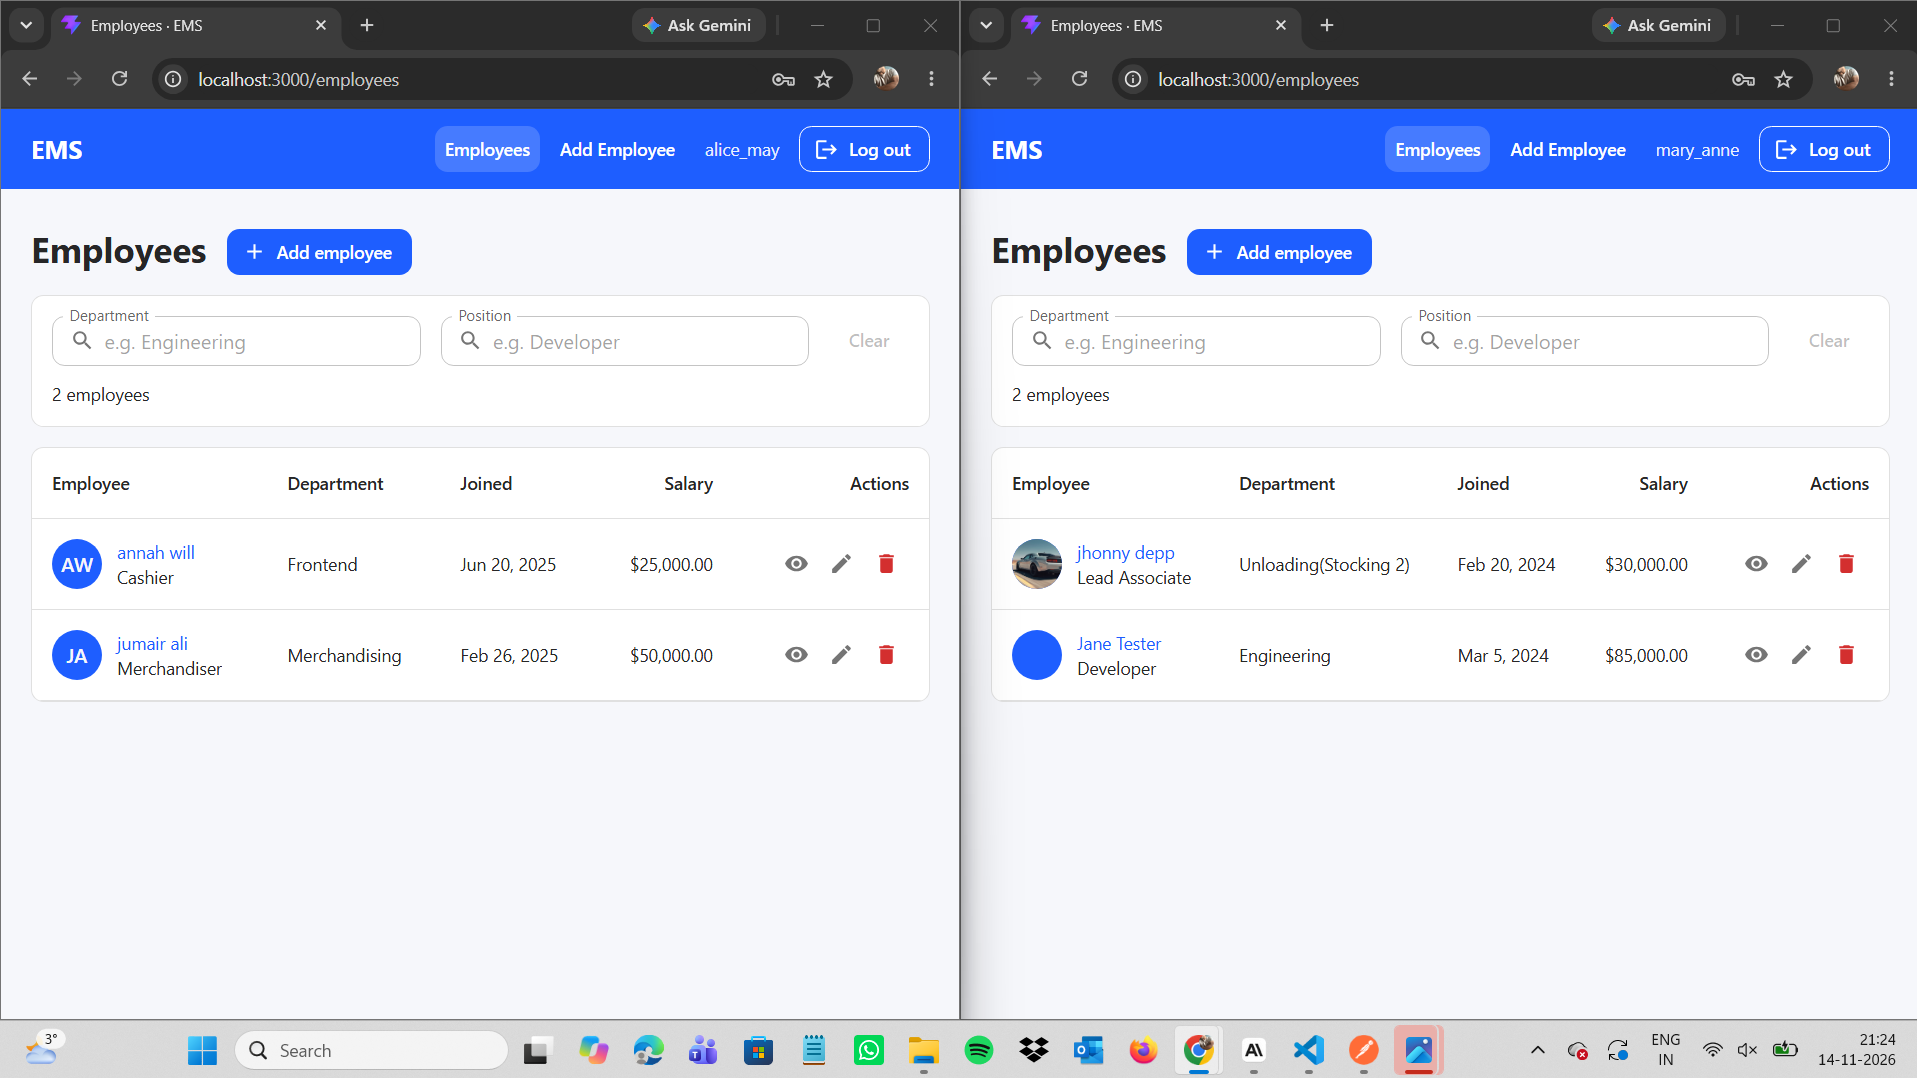 Employees · EMS
Ask Gemini
localhost:3000/employees
EMS
Employees
Add Employee
alice_may
Log out
Employees
Add employee
Department
Position
e.g. Engineering
e.g. Developer
Clear
2 employees
Employee Department Joined Salary Actions
AW
annah will
Cashier
Frontend
Jun 20, 2025
$25,000.00
JA
jumair ali
Merchandiser
Merchandising
Feb 26, 2025
$50,000.00
Employees · EMS
Ask Gemini
localhost:3000/employees
EMS
Employees
Add Employee
mary_anne
Log out
Employees
Add employee
Department
Position
e.g. Engineering
e.g. Developer
Clear
2 employees
Employee Department Joined Salary Actions
jhonny depp
Lead Associate
Unloading(Stocking 2)
Feb 20, 2024
$30,000.00
Jane Tester
Developer
Engineering
Mar 5, 2024
$85,000.00
3°
Search
ENG
IN
21:24
14-11-2026